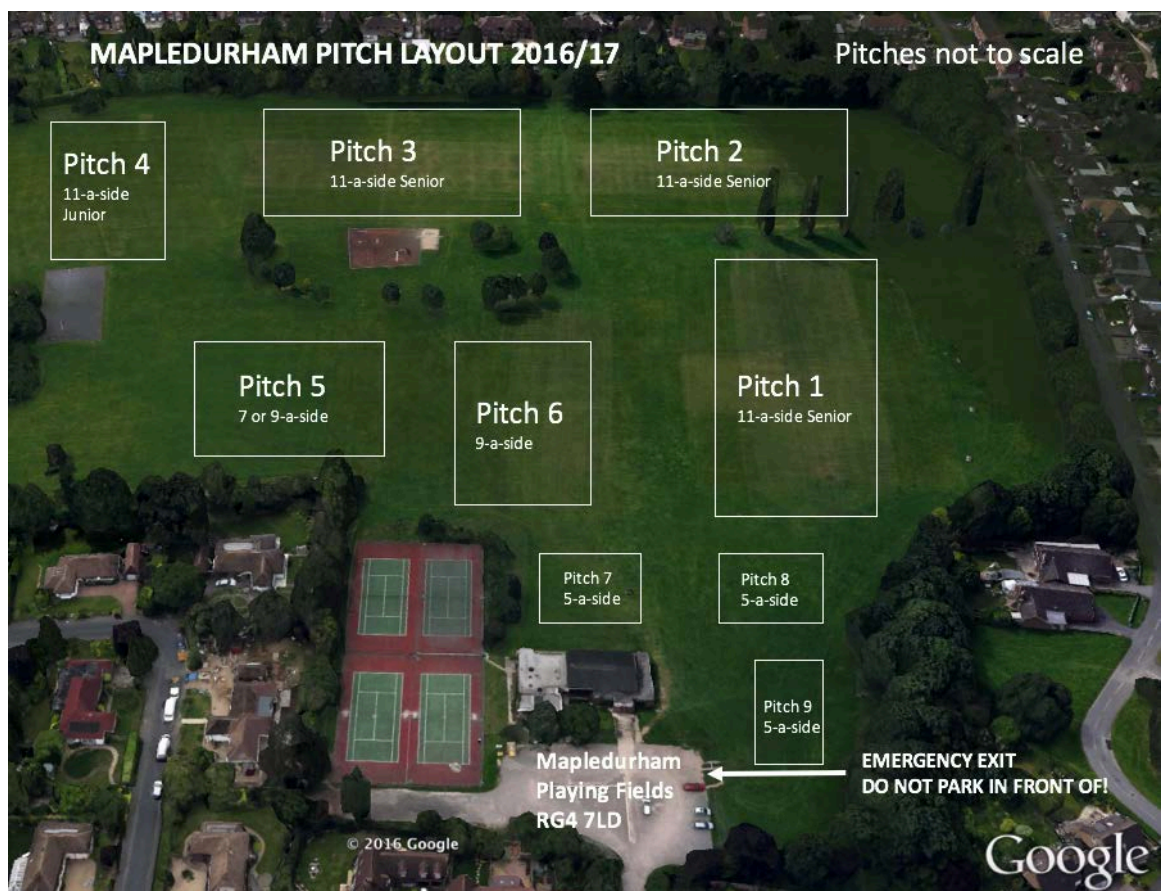 MAPLEDURHAM PITCH LAYOUT 2016/17
Pitches not to scale
Pitch 4
11-a-side
Junior
Pitch 3
11-a-side Senior
Pitch 2
11-a-side Senior
Pitch 5
7 or 9-a-side
Pitch 6
9-a-side
Pitch 1
11-a-side Senior
Pitch 7
5-a-side
Pitch 8
5-a-side
Pitch 9
5-a-side
Mapledurham
Playing Fields
RG4 7LD
EMERGENCY EXIT
DO NOT PARK IN FRONT OF!
© 2016 Google
Google